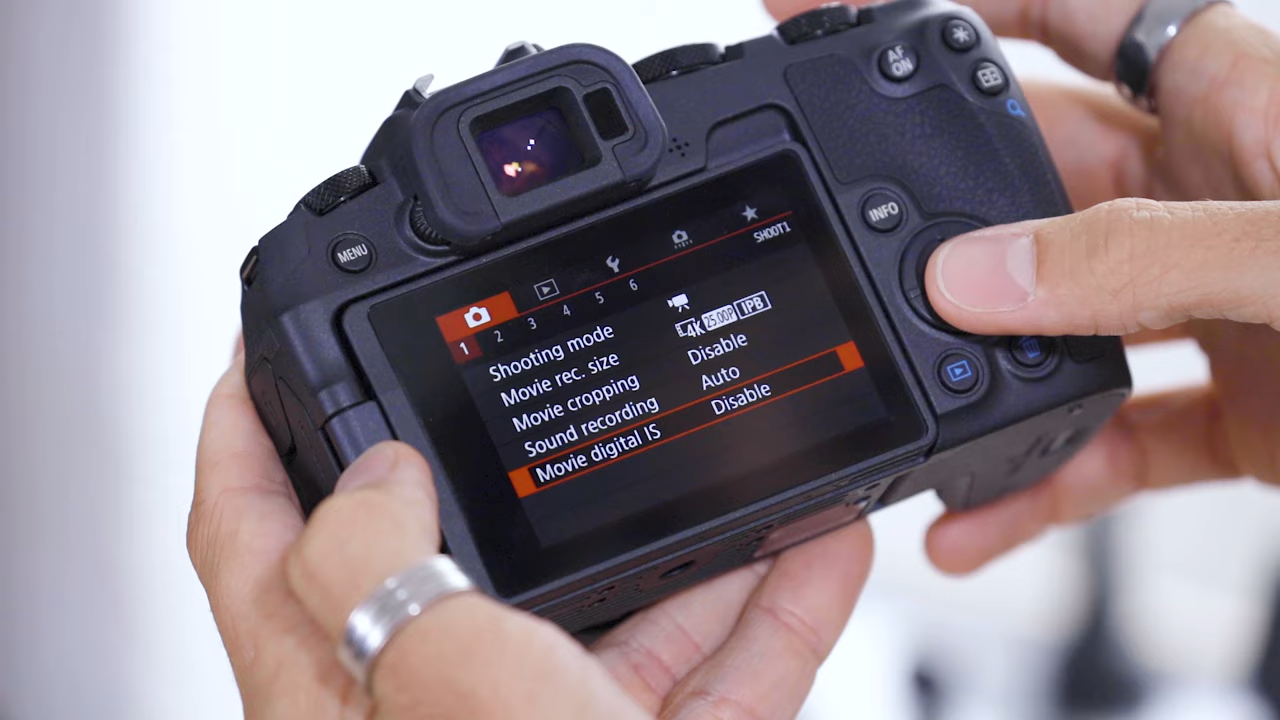 AF
ON
MENU
INFO
SHOOT1
1 2 3 4 5 6
Shooting mode
Movie rec. size 4K 25.00P IPB
Movie cropping Disable
Sound recording Auto
Movie digital IS Disable